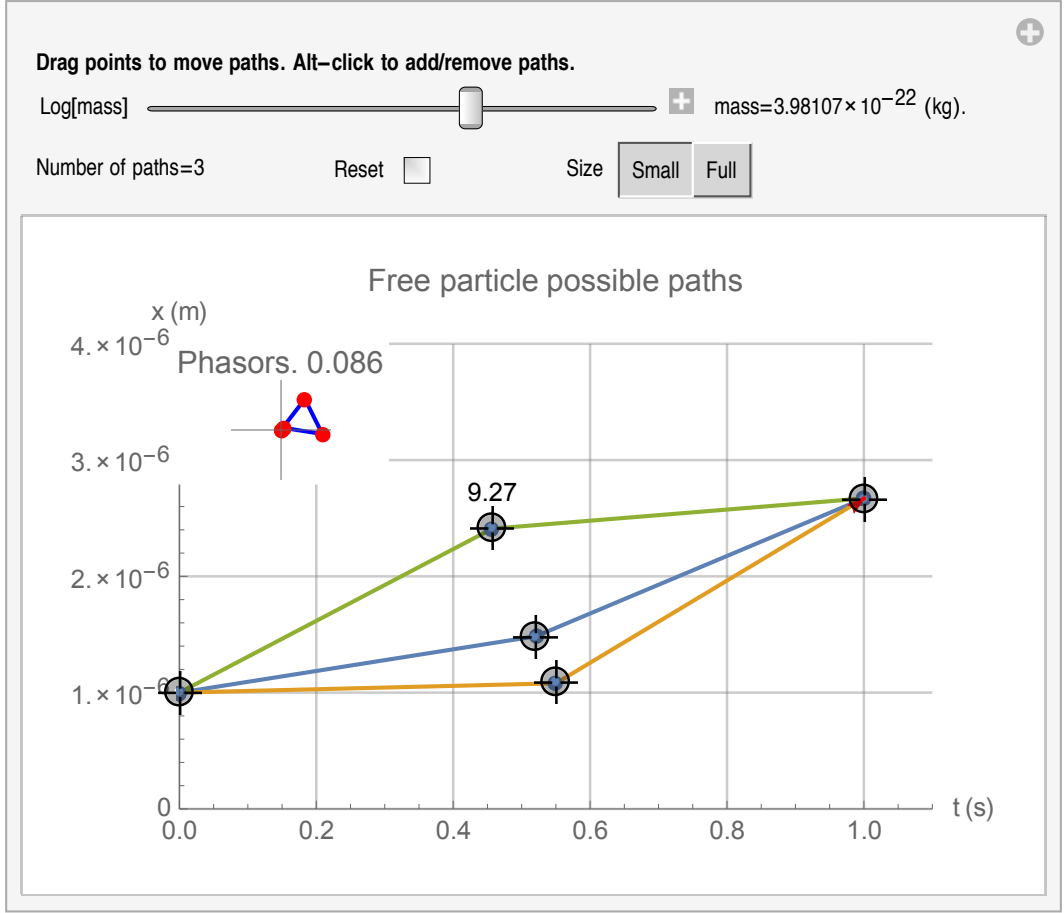 Drag points to move paths. Alt–click to add/remove paths.
Log[mass] mass=3.98107×10⁻²² (kg).
Number of paths=3 Reset Size Small Full
Free particle possible paths
x (m)
4.×10⁻⁶
Phasors. 0.086
3.×10⁻⁶
9.27
2.×10⁻⁶
1.×10⁻⁶
0
0.0 0.2 0.4 0.6 0.8 1.0
t (s)